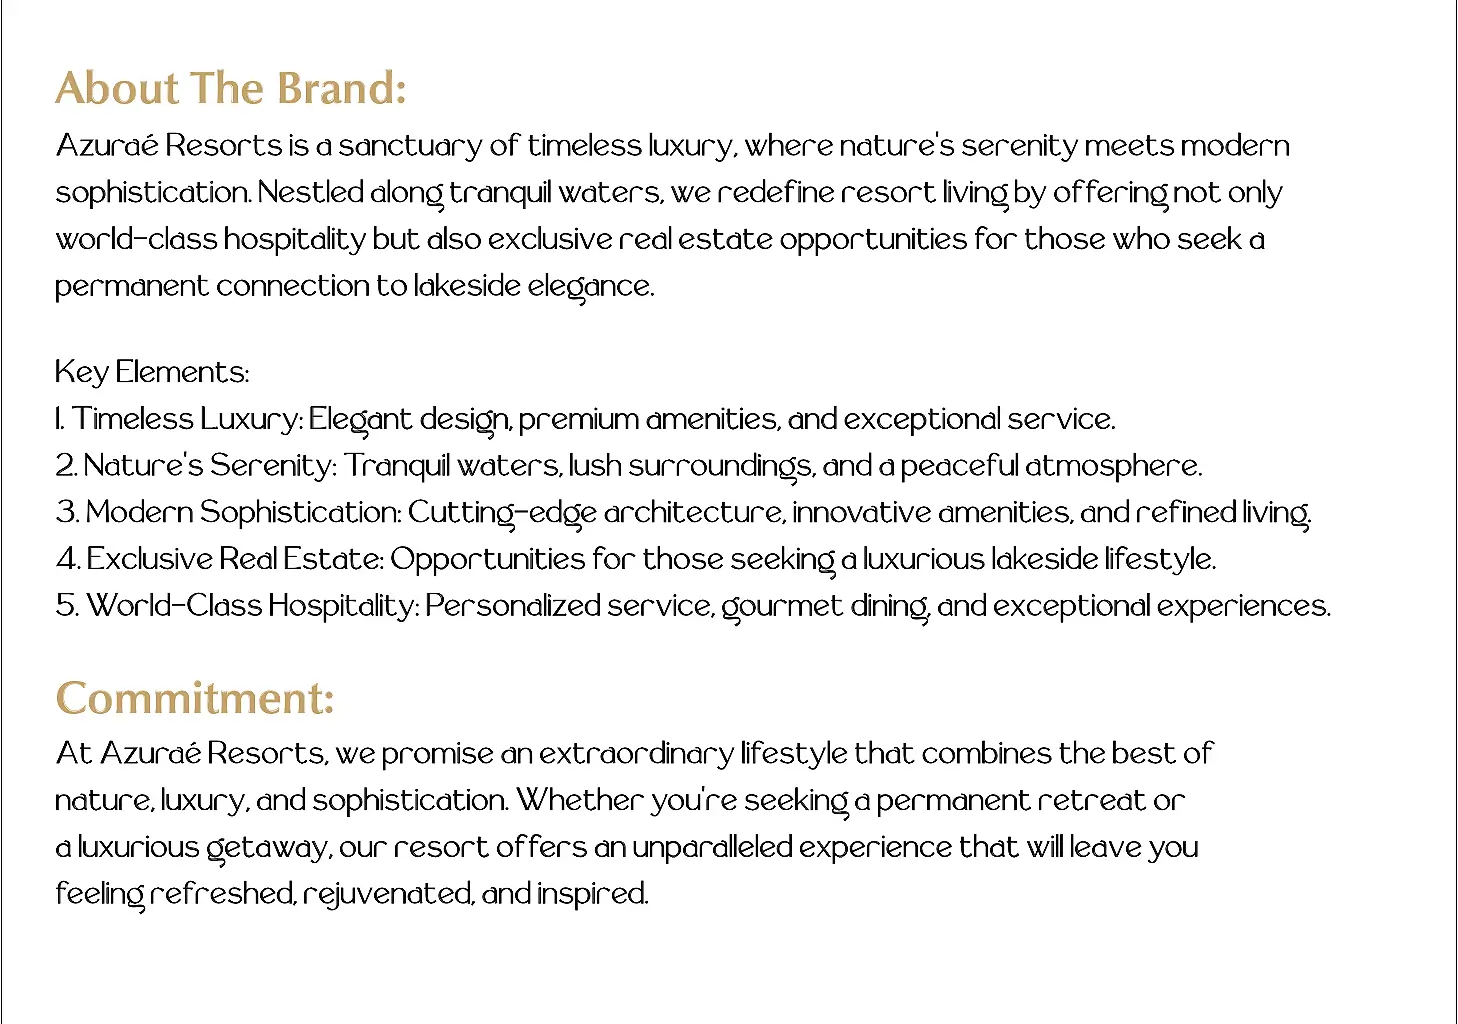 About The Brand:
Azuraé Resorts is a sanctuary of timeless luxury, where nature's serenity meets modern
sophistication. Nestled along tranquil waters, we redefine resort living by offering not only
world-class hospitality but also exclusive real estate opportunities for those who seek a
permanent connection to lakeside elegance.
Key Elements:
1. Timeless Luxury: Elegant design, premium amenities, and exceptional service.
2. Nature's Serenity: Tranquil waters, lush surroundings, and a peaceful atmosphere.
3. Modern Sophistication: Cutting-edge architecture, innovative amenities, and refined living.
4. Exclusive Real Estate: Opportunities for those seeking a luxurious lakeside lifestyle.
5. World-Class Hospitality: Personalized service, gourmet dining, and exceptional experiences.
Commitment:
At Azuraé Resorts, we promise an extraordinary lifestyle that combines the best of
nature, luxury, and sophistication. Whether you're seeking a permanent retreat or
a luxurious getaway, our resort offers an unparalleled experience that will leave you
feeling refreshed, rejuvenated, and inspired.